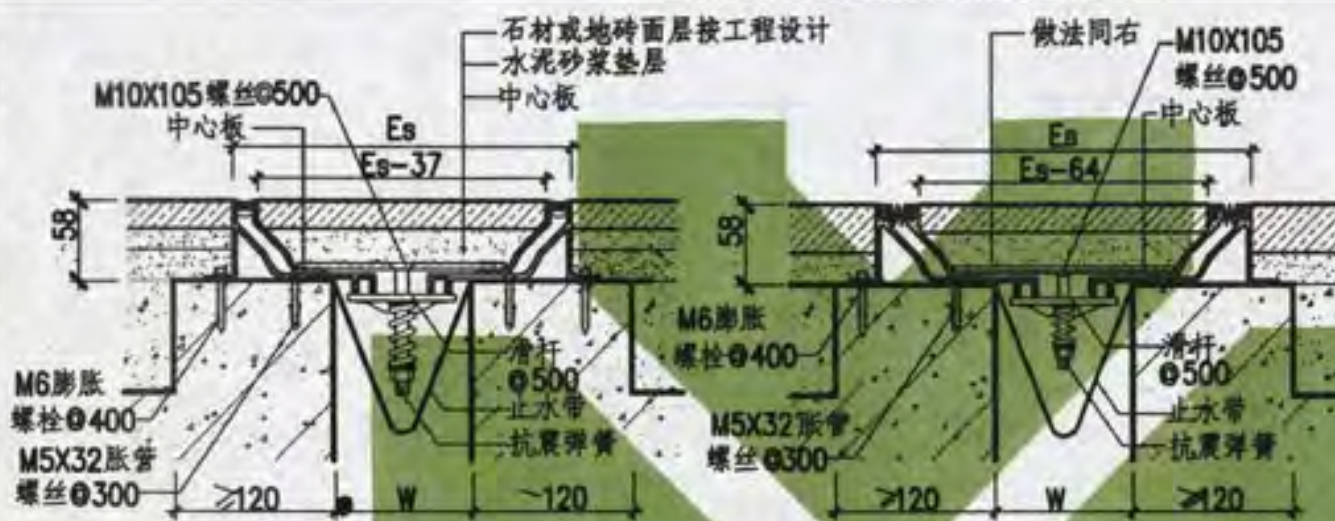 石材或地砖面层按工程设计
水泥砂浆垫层
中心板
M10X105螺丝@500
中心板
Es
Es-37
58
M6膨胀
螺栓@400
M5X32胀管
螺丝@300
滑杆
@500
止水带
抗震弹簧
≥120
W
120
做法同右
M10X105
螺丝@500
中心板
Es
Es-64
58
M6膨胀
螺栓@400
M5X32胀管
螺丝@300
滑杆
@500
止水带
抗震弹簧
≥120
W
≥120